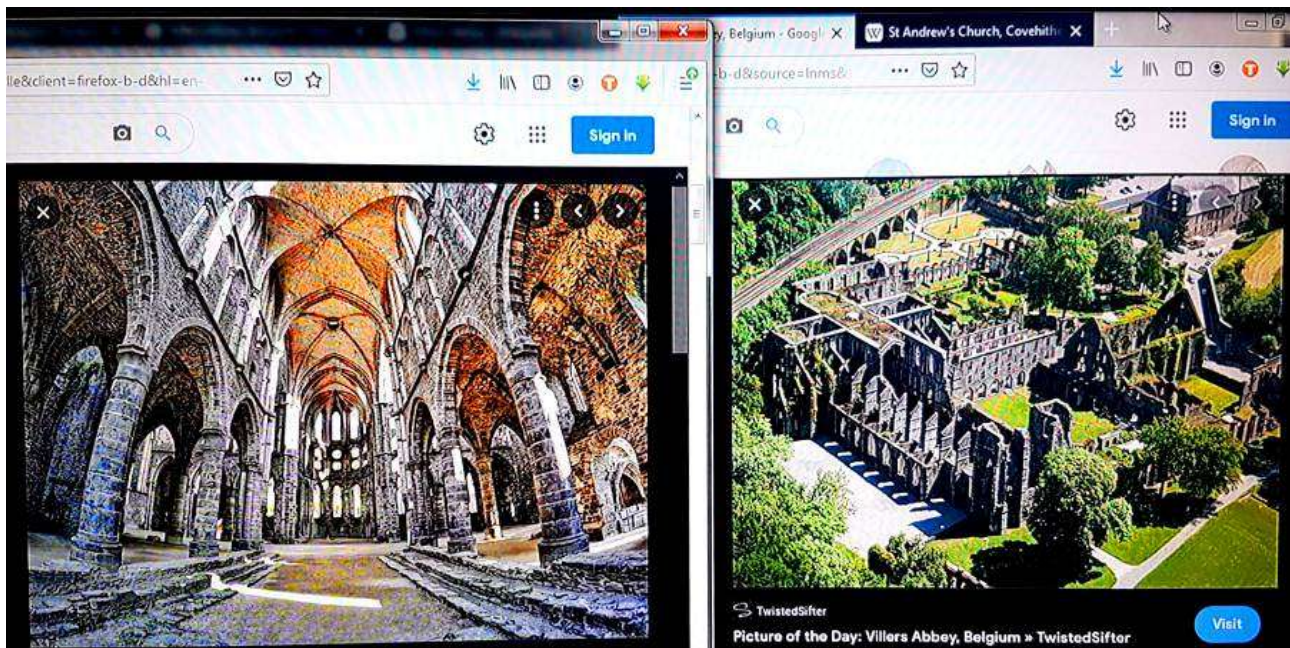 lle&client=firefox-b-d&hl=en-
Sign in
y, Belgium - Googl
St Andrew's Church, Covehith
-b-d&source=lnms&
Sign in
TwistedSifter
Picture of the Day: Villers Abbey, Belgium » TwistedSifter
Visit